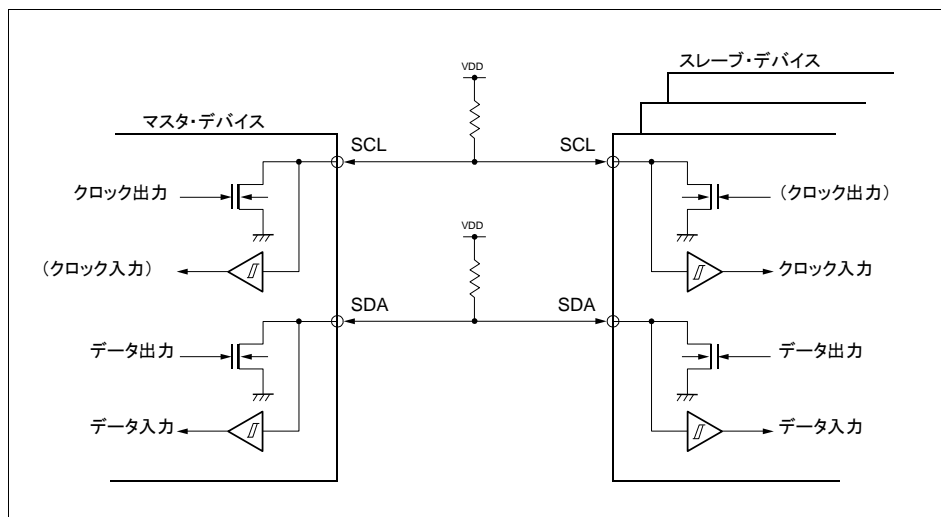 スレーブ・デバイス
VDD
マスタ・デバイス
SCL
SCL
クロック出力
(クロック出力)
(クロック入力)
クロック入力
VDD
SDA
SDA
データ出力
データ出力
データ入力
データ入力